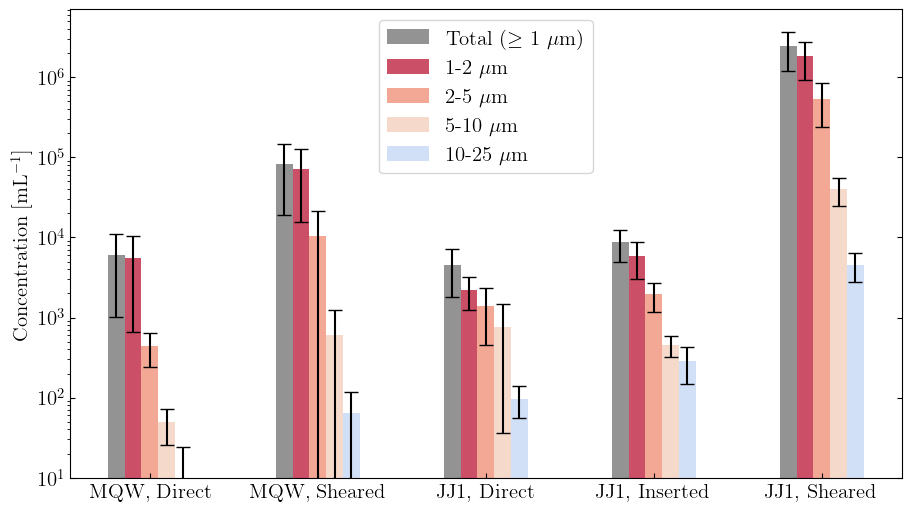 Concentration [mL⁻¹]
10⁶
10⁵
10⁴
10³
10²
10¹
Total (≥ 1 μm)
1-2 μm
2-5 μm
5-10 μm
10-25 μm
MQW, Direct
MQW, Sheared
JJ1, Direct
JJ1, Inserted
JJ1, Sheared